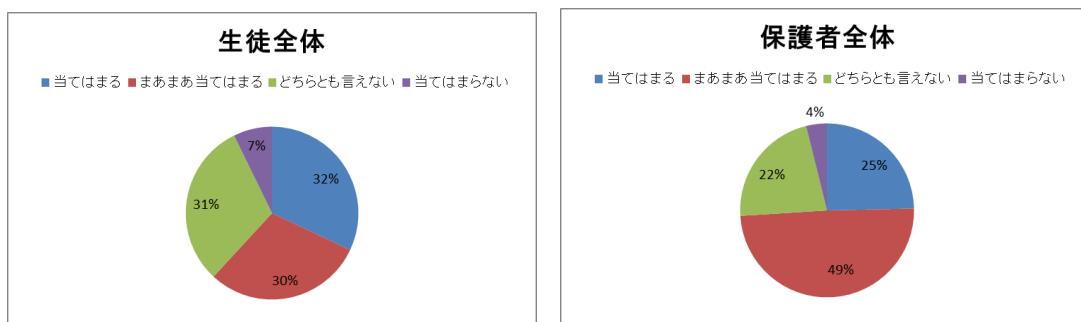 生徒全体
当てはまる まあまあ当てはまる どちらとも言えない 当てはまらない
7%
32%
31%
30%
保護者全体
当てはまる まあまあ当てはまる どちらとも言えない 当てはまらない
4%
25%
22%
49%